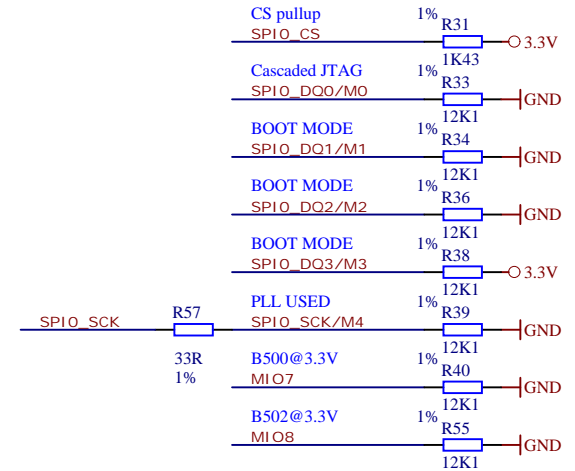 CS pullup 1% R31
SPI0_CS 3.3V
1K43
Cascaded JTAG 1% R33
SPI0_DQ0/M0 GND
12K1
BOOT MODE 1% R34
SPI0_DQ1/M1 GND
12K1
BOOT MODE 1% R36
SPI0_DQ2/M2 GND
12K1
BOOT MODE 1% R38
SPI0_DQ3/M3 3.3V
12K1
PLL USED 1% R39
SPI0_SCK R57 SPI0_SCK/M4 GND
33R 12K1
1%
B500@3.3V 1% R40
MIO7 GND
12K1
B502@3.3V 1% R55
MIO8 GND
12K1